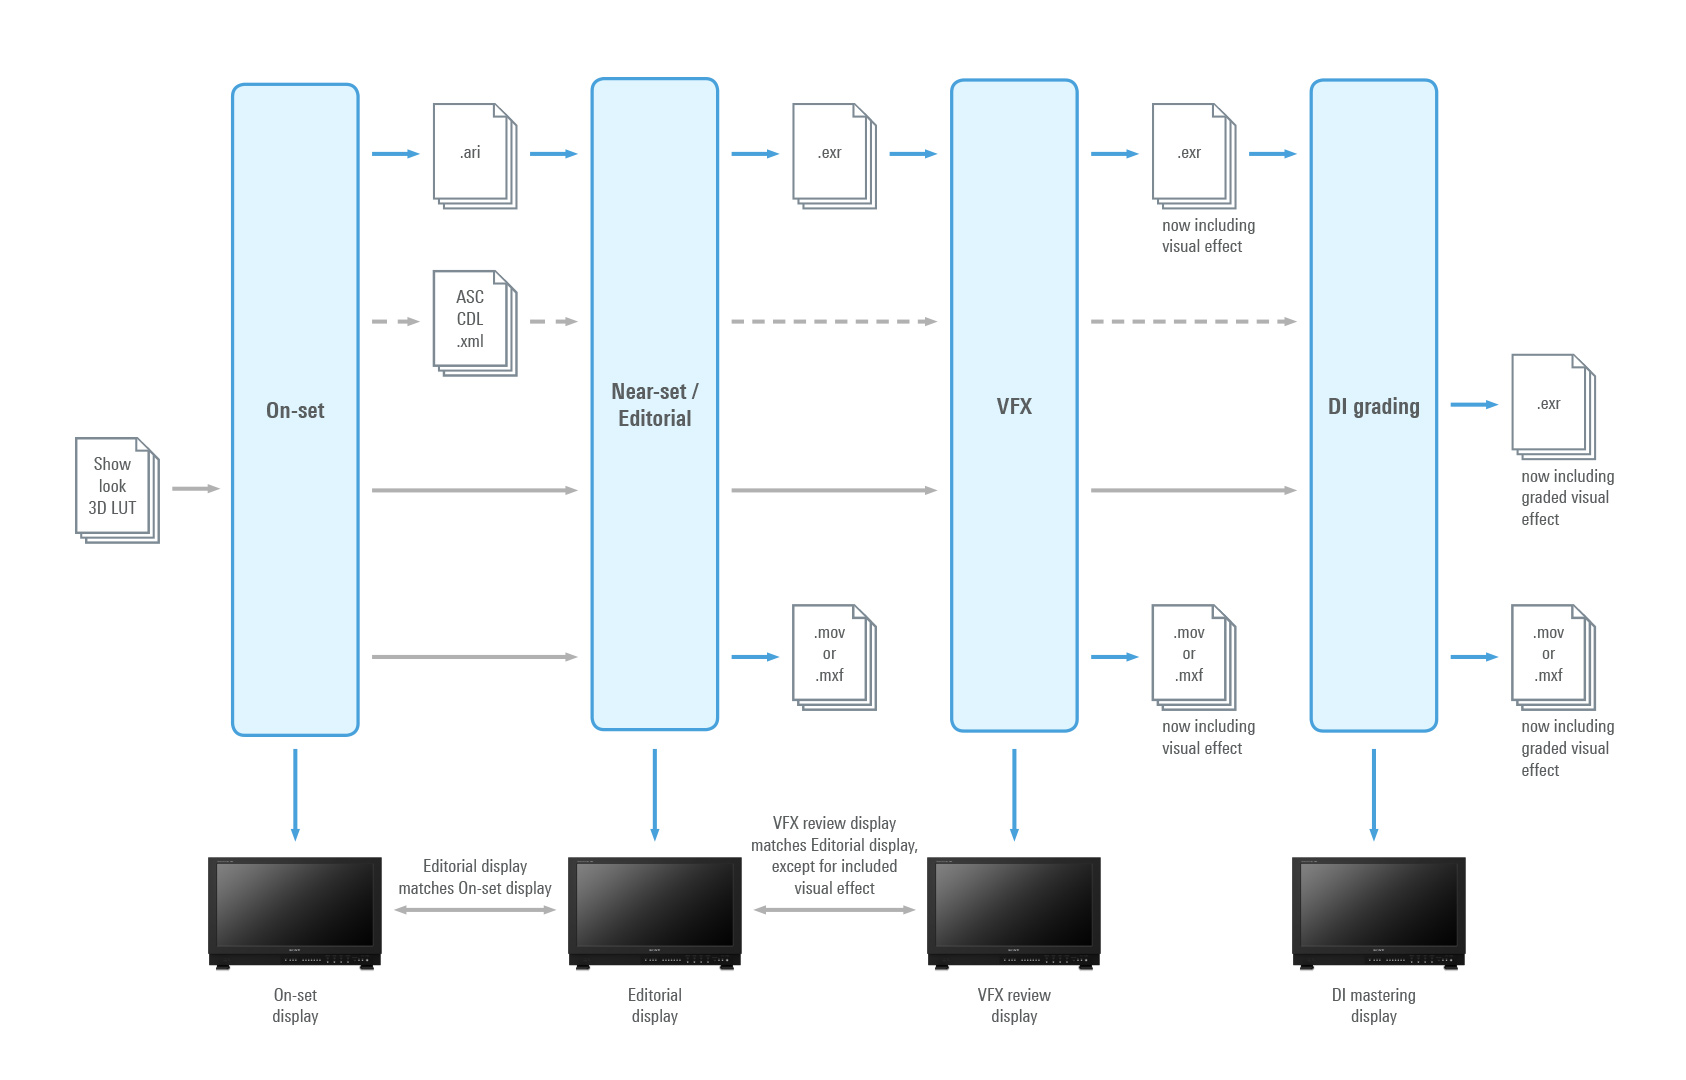 .ari
.exr
.exr
now including
visual effect
ASC
CDL
.xml
On-set
Near-set /
Editorial
VFX
DI grading
.exr
now including
graded visual
effect
Show
look
3D LUT
.mov
or
.mxf
.mov
or
.mxf
now including
visual effect
.mov
or
.mxf
now including
graded visual
effect
Editorial display
matches On-set display
VFX review display
matches Editorial display,
except for included
visual effect
On-set
display
Editorial
display
VFX review
display
DI mastering
display